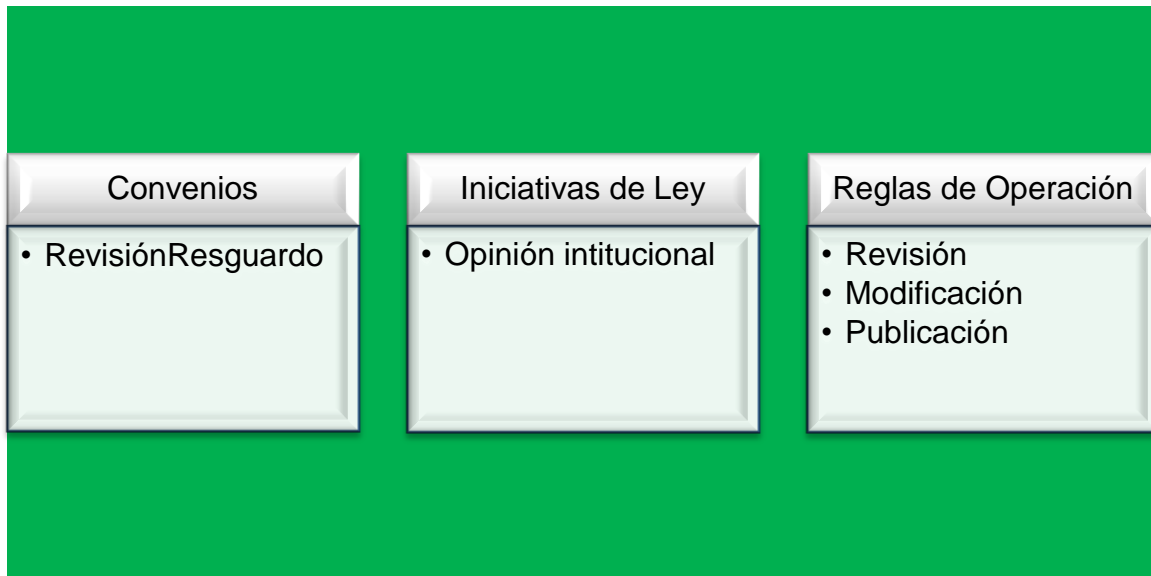 Convenios
• RevisiónResguardo
Iniciativas de Ley
• Opinión intitucional
Reglas de Operación
• Revisión
• Modificación
• Publicación